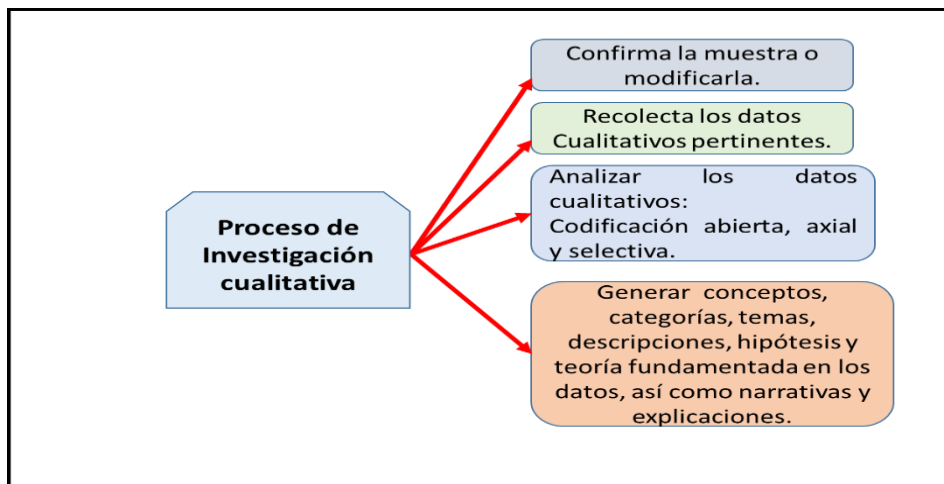 Proceso de
Investigación
cualitativa
Confirma la muestra o
modificarla.
Recolecta los datos
Cualitativos pertinentes.
Analizar los datos
cualitativos:
Codificación abierta, axial
y selectiva.
Generar conceptos,
categorías, temas,
descripciones, hipótesis y
teoría fundamentada en los
datos, así como narrativas y
explicaciones.